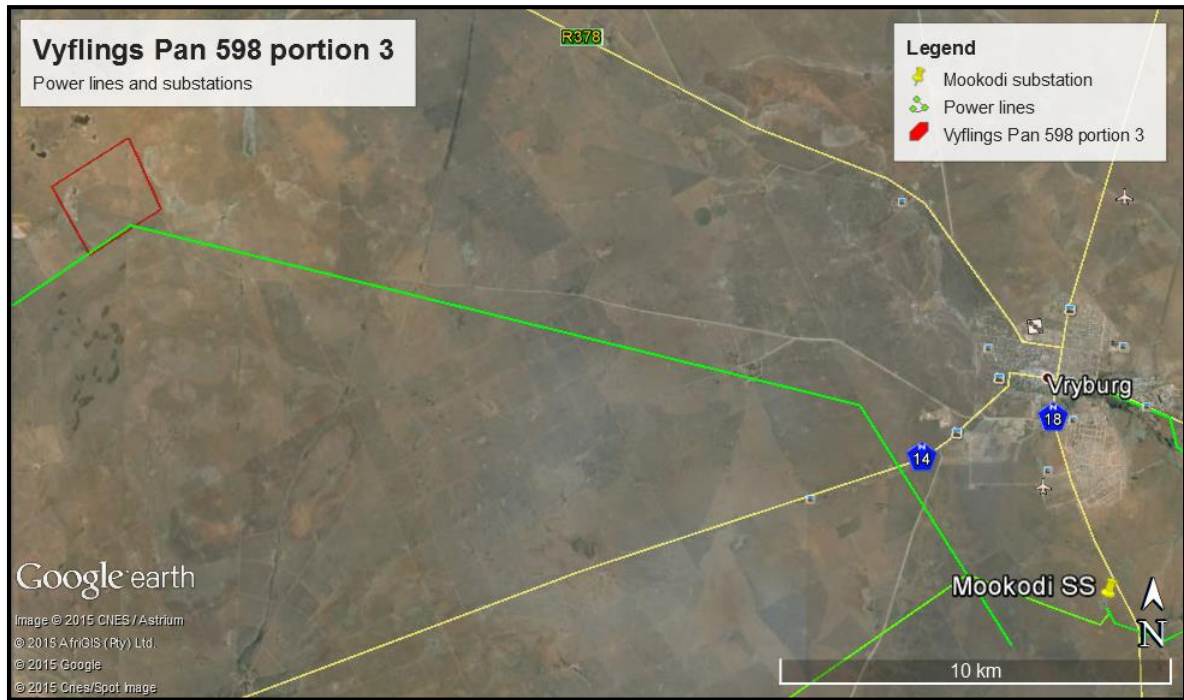 Vyflings Pan 598 portion 3
Power lines and substations
R378
Legend
Mookodi substation
Power lines
Vyflings Pan 598 portion 3
Vryburg
N
18
N
14
Mookodi SS
Google earth
Image © 2015 CNES / Astrium
© 2015 AfriGIS (Pty) Ltd.
© 2015 Google
© 2015 Cnes/Spot Image
N
10 km